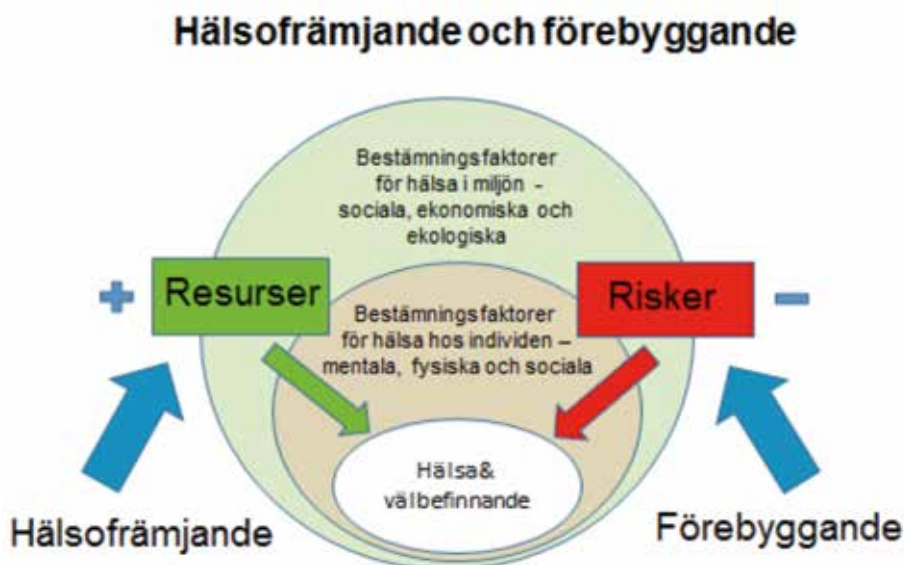 Hälsofrämjande och förebyggande
Bestämningsfaktorer
för hälsa i miljön -
sociala, ekonomiska och
ekologiska
+
Resurser
Risker
−
Bestämningsfaktorer
för hälsa hos individen –
mentala, fysiska och sociala
Hälsa&
välbefinnande
Hälsofrämjande
Förebyggande